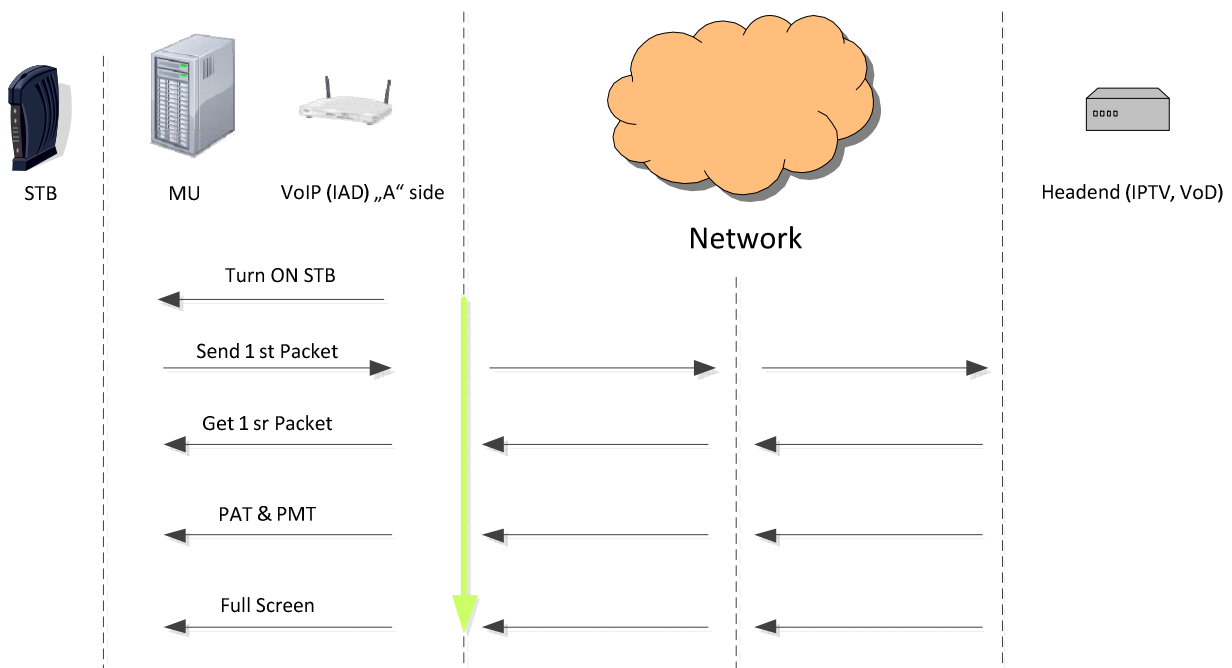 STB
MU
VoIP (IAD) „A“ side
Headend (IPTV, VoD)
Network
Turn ON STB
Send 1 st Packet
Get 1 sr Packet
PAT & PMT
Full Screen